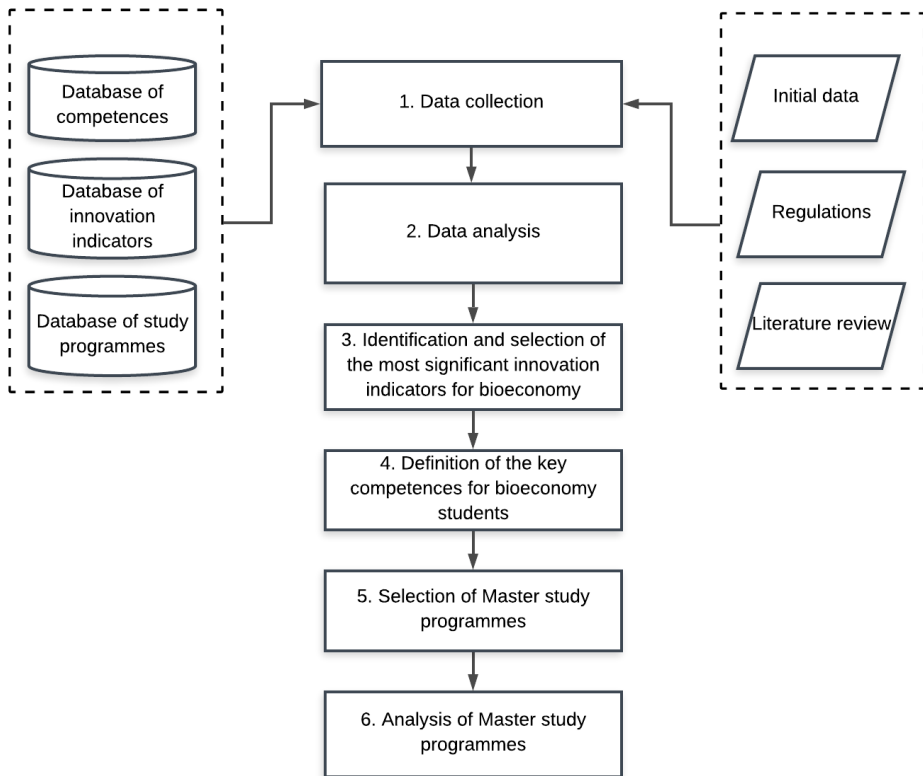 Database of
competences
Database of
innovation
indicators
Database of study
programmes
1. Data collection
2. Data analysis
3. Identification and selection of
the most significant innovation
indicators for bioeconomy
4. Definition of the key
competences for bioeconomy
students
5. Selection of Master study
programmes
6. Analysis of Master study
programmes
Initial data
Regulations
Literature review